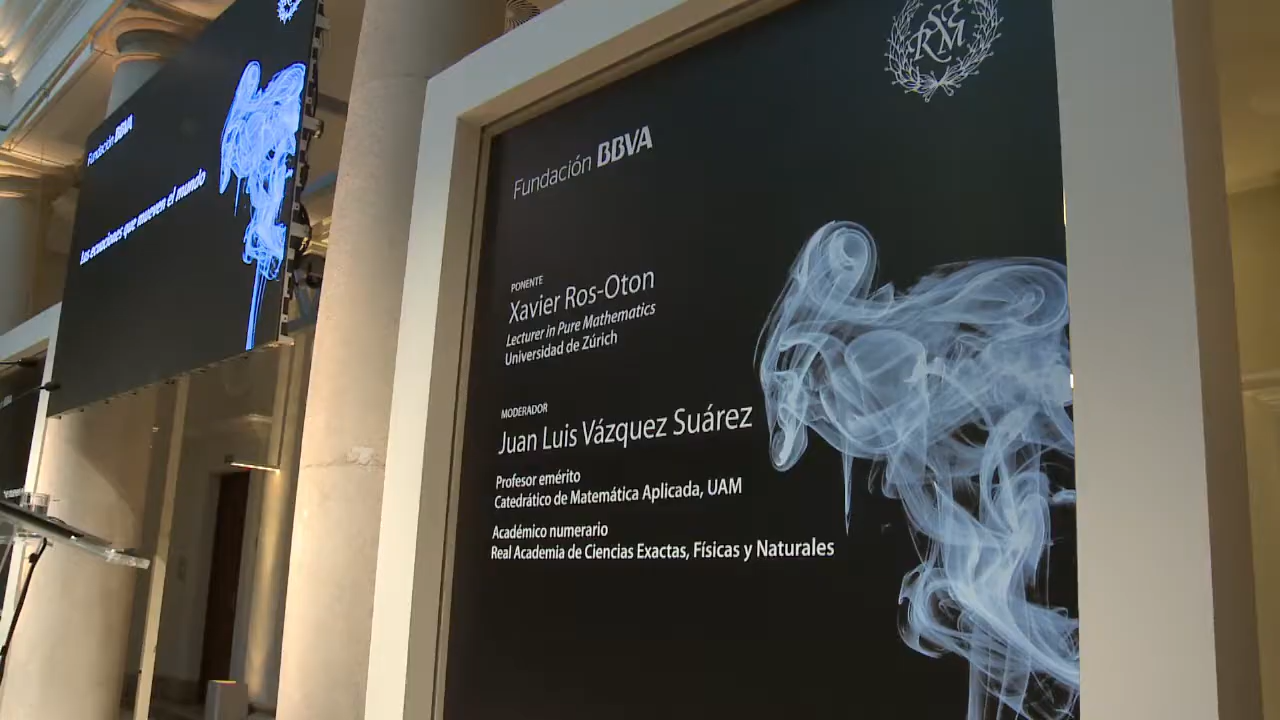 Fundación BBVA
Las ecuaciones que mueven el mundo
RSME
Fundación BBVA
PONENTE
Xavier Ros-Oton
Lecturer in Pure Mathematics
Universidad de Zúrich
MODERADOR
Juan Luis Vázquez Suárez
Profesor emérito
Catedrático de Matemática Aplicada, UAM
Académico numerario
Real Academia de Ciencias Exactas, Físicas y Naturales